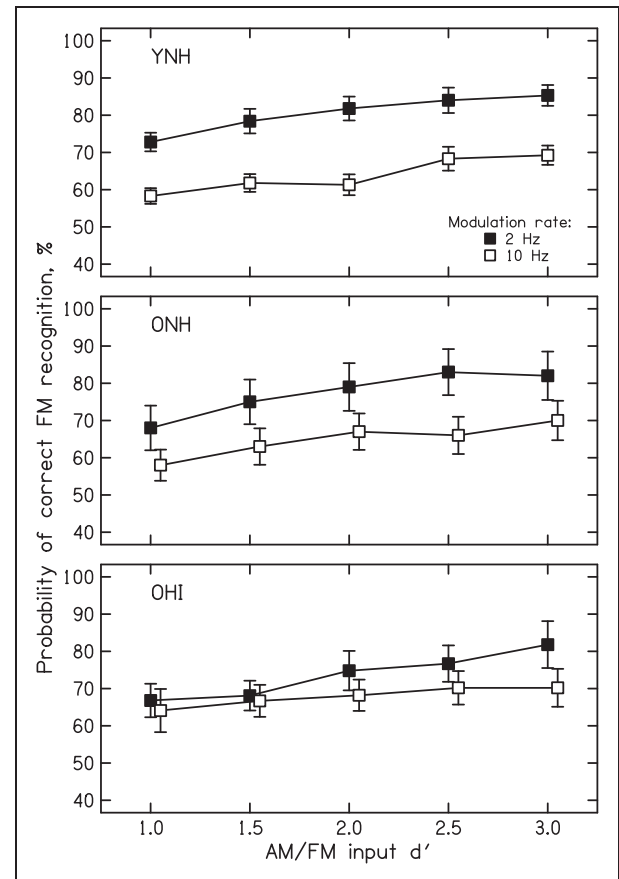 Probability of correct FM recognition, %
100
YNH
90
80
70
60
Modulation rate:
2 Hz
50
10 Hz
40
100
ONH
90
80
70
60
50
40
100
OHI
90
80
70
60
50
40
1.0 1.5 2.0 2.5 3.0
AM/FM input d′